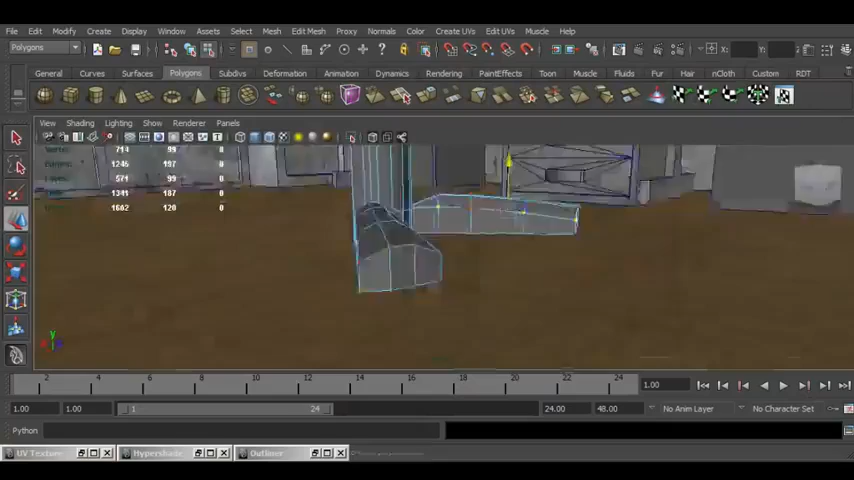 File Edit Modify Create Display Window Assets Select Mesh Edit Mesh Proxy Normals Color Create UVs Edit UVs Muscle Help
Polygons X: Y: Z:
General Curves Surfaces Polygons Subdivs Deformation Animation Dynamics Rendering PaintEffects Toon Muscle Fluids Fur Hair nCloth Custom RDT
View Shading Lighting Show Renderer Panels
714 99 0
1246 197 0
571 99 0
1341 187 0
1662 120 0
y
2 4 6 8 10 12 14 16 18 20 22 24 1.00
1.00 1.00 1 24 24.00 48.00 No Anim Layer No Character Set
Python
UV Texture Hypershade Outliner